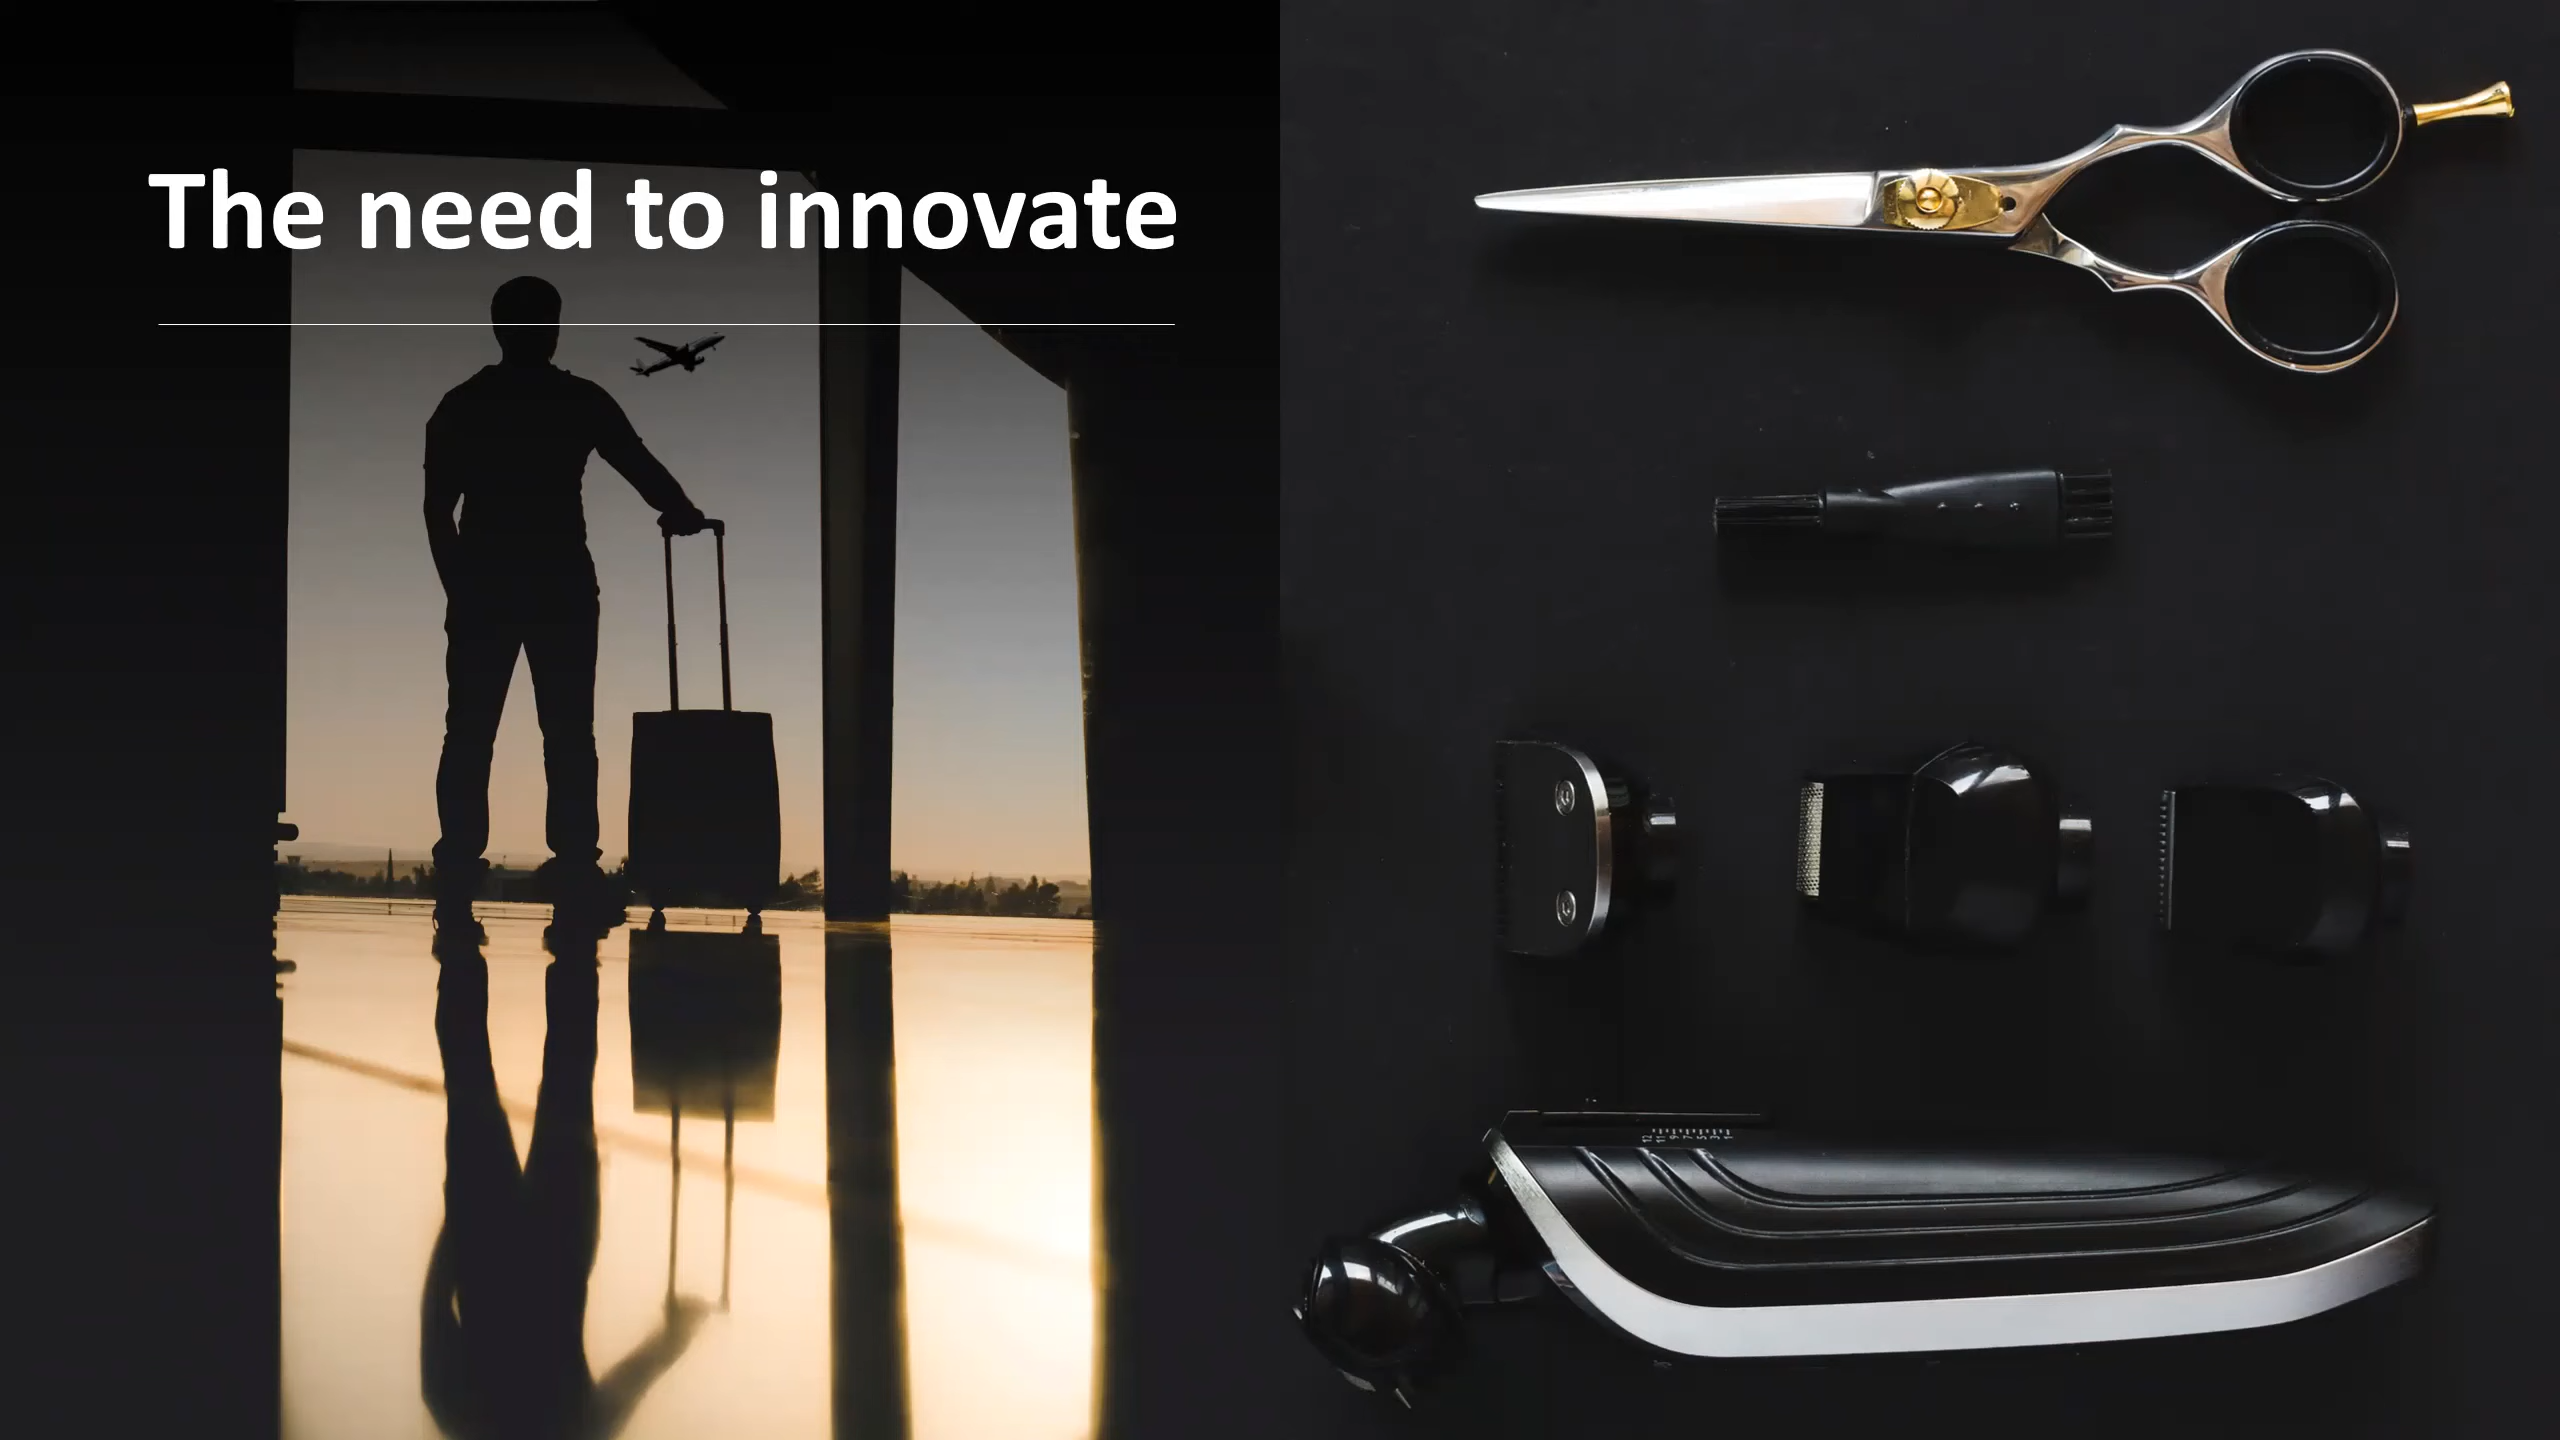 The need to innovate